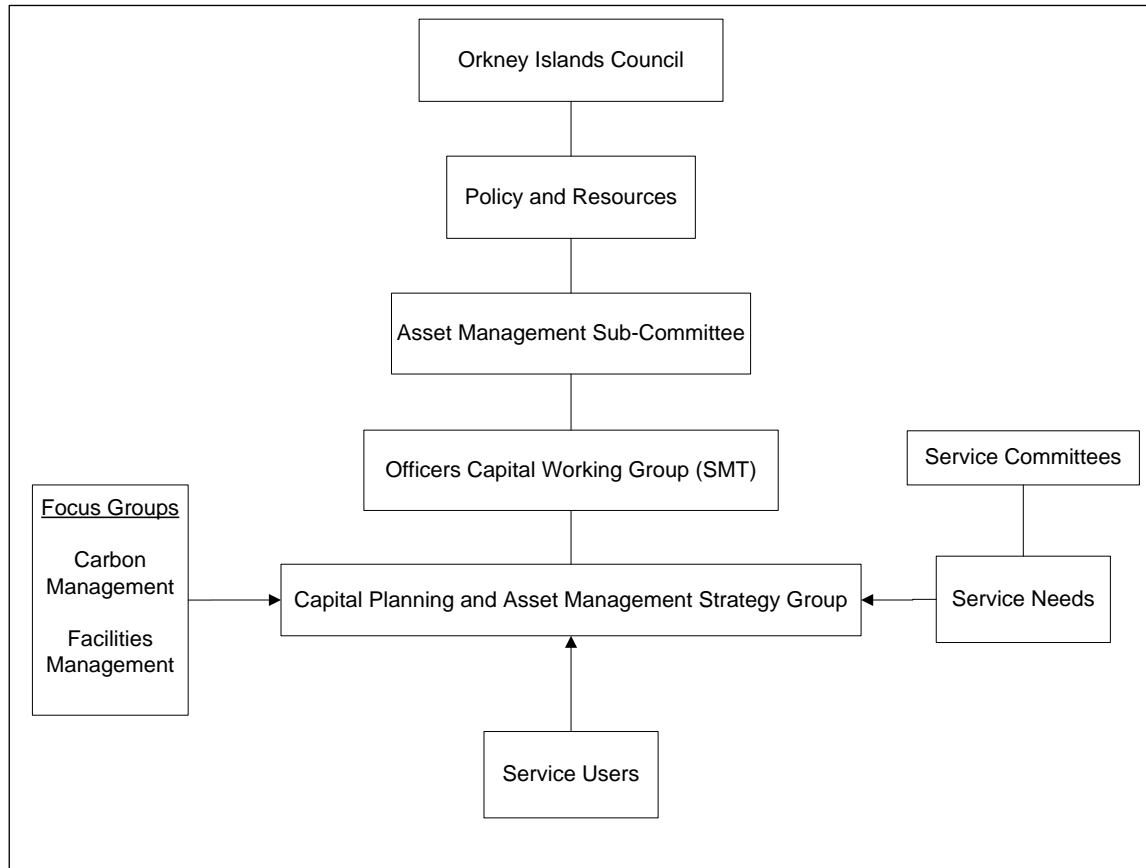 Orkney Islands Council
Policy and Resources
Asset Management Sub-Committee
Officers Capital Working Group (SMT)
Service Committees
Focus Groups
Carbon
Management
Facilities
Management
Capital Planning and Asset Management Strategy Group
Service Needs
Service Users